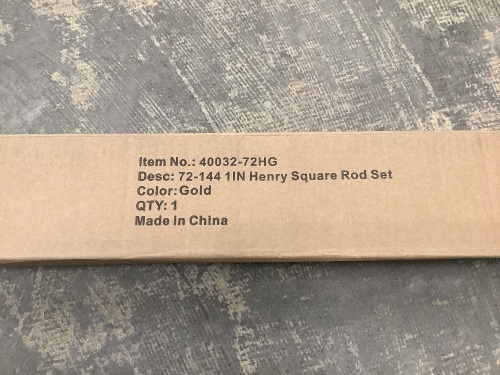 Item No.: 40032-72HG
Desc: 72-144 1IN Henry Square Rod Set
Color:Gold
QTY: 1
Made in China